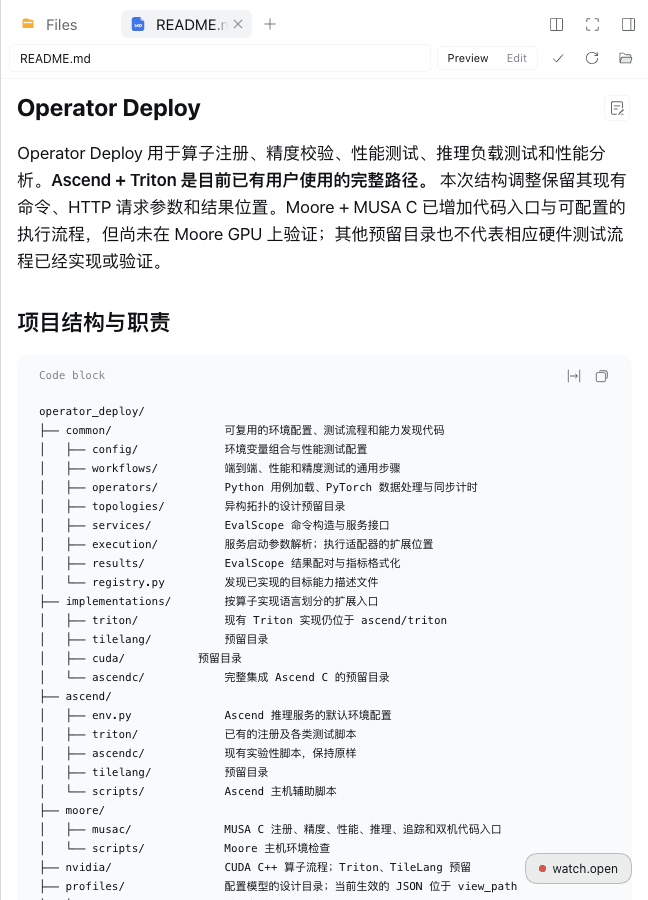 Files
README.n
README.md
Preview
Edit
Operator Deploy
Operator Deploy 用于算子注册、精度校验、性能测试、推理负载测试和性能分
析。Ascend + Triton 是目前已有用户使用的完整路径。 本次结构调整保留其现有
命令、HTTP 请求参数和结果位置。Moore + MUSA C 已增加代码入口与可配置的
执行流程，但尚未在 Moore GPU 上验证；其他预留目录也不代表相应硬件测试流
程已经实现或验证。
项目结构与职责
Code block
operator_deploy/
├── common/ 可复用的环境配置、测试流程和能力发现代码
│ ├── config/ 环境变量组合与性能测试配置
│ ├── workflows/ 端到端、性能和精度测试的通用步骤
│ ├── operators/ Python 用例加载、PyTorch 数据处理与同步计时
│ ├── topologies/ 异构拓扑的设计预留目录
│ ├── services/ EvalScope 命令构造与服务接口
│ ├── execution/ 服务启动参数解析；执行适配器的扩展位置
│ ├── results/ EvalScope 结果配对与指标格式化
│ └── registry.py 发现已实现的目标能力描述文件
├── implementations/ 按算子实现语言划分的扩展入口
│ ├── triton/ 现有 Triton 实现仍位于 ascend/triton
│ ├── tilelang/ 预留目录
│ ├── cuda/ 预留目录
│ └── ascendc/ 完整集成 Ascend C 的预留目录
├── ascend/
│ ├── env.py Ascend 推理服务的默认环境配置
│ ├── triton/ 已有的注册及各类测试脚本
│ ├── ascendc/ 现有实验性脚本，保持原样
│ ├── tilelang/ 预留目录
│ └── scripts/ Ascend 主机辅助脚本
├── moore/
│ ├── musac/ MUSA C 注册、精度、性能、推理、追踪和双机代码入口
│ └── scripts/ Moore 主机环境检查
├── nvidia/ CUDA C++ 算子流程；Triton、TileLang 预留
├── profiles/ 配置模型的设计目录；当前生效的 JSON 位于 view_path
watch.open